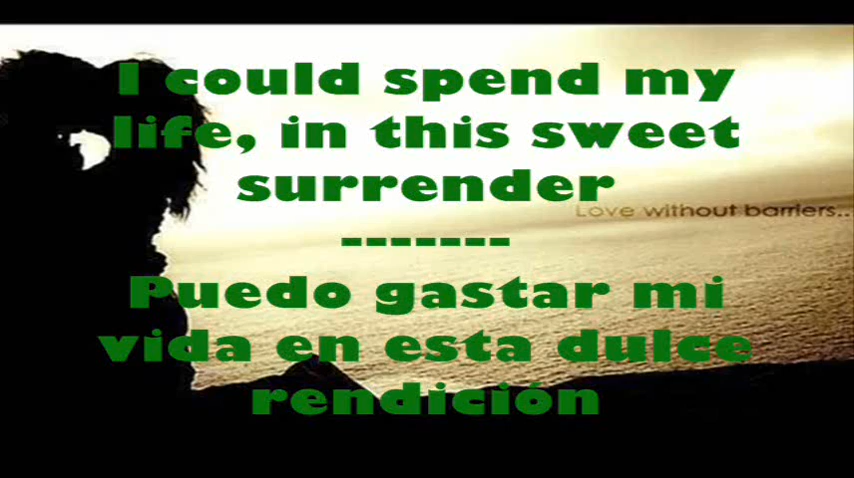 I could spend my
life, in this sweet
surrender
Love without barriers...
-------
Puedo gastar mi
vida en esta dulce
rendición